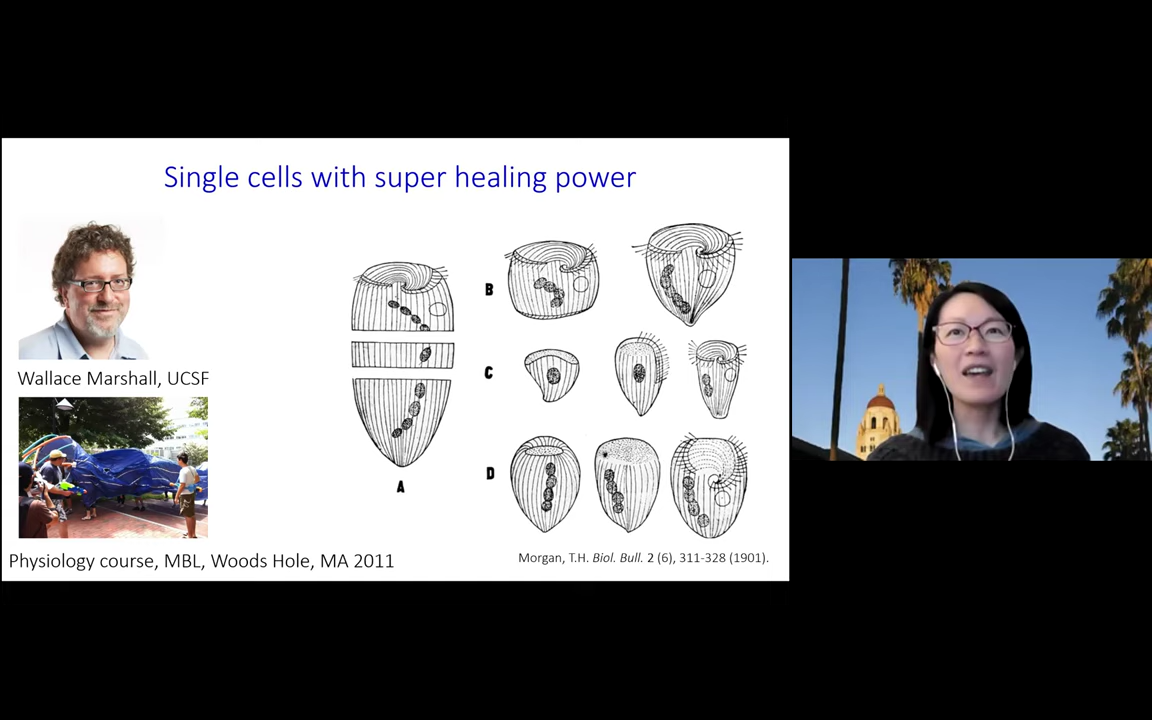 Single cells with super healing power
Wallace Marshall, UCSF
Physiology course, MBL, Woods Hole, MA 2011
A
B
C
D
Morgan, T.H. Biol. Bull. 2 (6), 311-328 (1901).